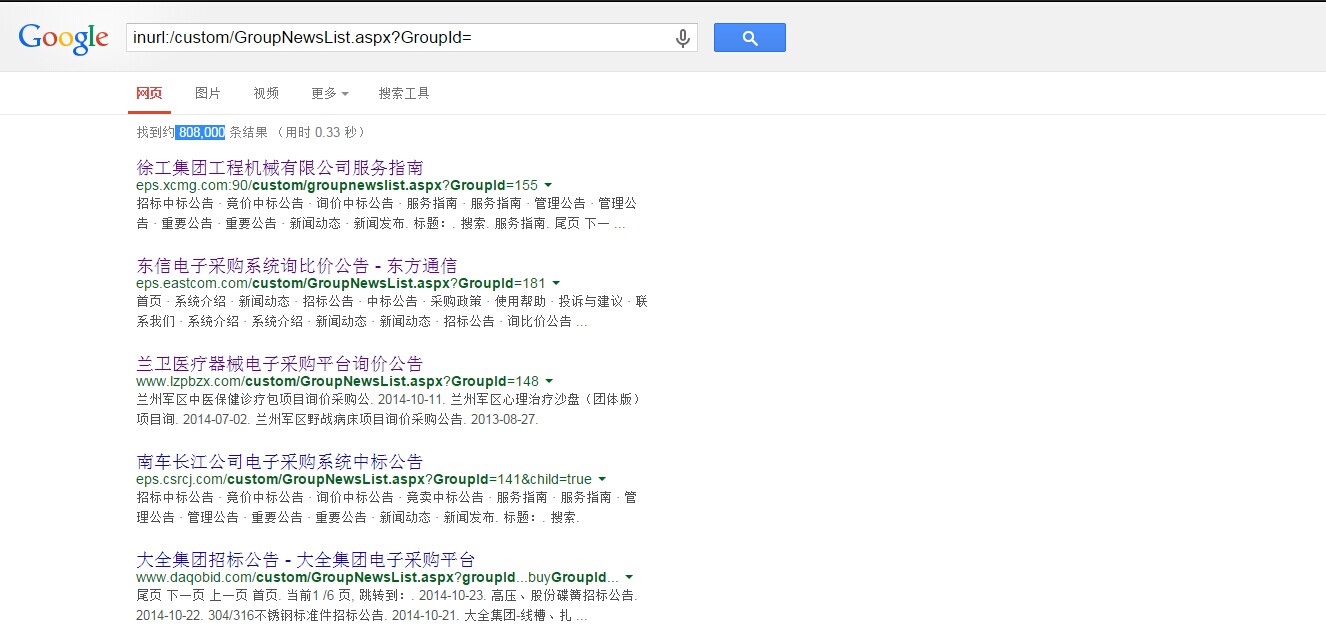 Google
inurl:/custom/GroupNewsList.aspx?GroupId=
网页 图片 视频 更多 搜索工具
找到约 808,000 条结果 （用时 0.33 秒）
徐工集团工程机械有限公司服务指南
eps.xcmg.com:90/custom/groupnewslist.aspx?GroupId=155
招标中标公告 · 竞价中标公告 · 询价中标公告 · 服务指南 · 服务指南 · 管理公告 · 管理公
告 · 重要公告 · 重要公告 · 新闻动态 · 新闻发布. 标题：. 搜索. 服务指南. 尾页 下一 ...
东信电子采购系统询比价公告 - 东方通信
eps.eastcom.com/custom/GroupNewsList.aspx?GroupId=181
首页 · 系统介绍 · 新闻动态 · 招标公告 · 中标公告 · 采购政策 · 使用帮助 · 投诉与建议 · 联
系我们 · 系统介绍 · 系统介绍 · 新闻动态 · 新闻动态 · 招标公告 · 询比价公告 ...
兰卫医疗器械电子采购平台询价公告
www.lzpbzx.com/custom/GroupNewsList.aspx?GroupId=148
兰州军区中医保健诊疗包项目询价采购公. 2014-10-11. 兰州军区心理治疗沙盘（团体版）
项目询. 2014-07-02. 兰州军区野战病床项目询价采购公告. 2013-08-27.
南车长江公司电子采购系统中标公告
eps.csrcj.com/custom/GroupNewsList.aspx?GroupId=141&child=true
招标中标公告 · 竞价中标公告 · 询价中标公告 · 竞卖中标公告 · 服务指南 · 服务指南 · 管
理公告 · 管理公告 · 重要公告 · 重要公告 · 新闻动态 · 新闻发布. 标题：. 搜索.
大全集团招标公告 - 大全集团电子采购平台
www.daqobid.com/custom/GroupNewsList.aspx?groupId...buyGroupId...
尾页 下一页 上一页 首页. 当前1 /6 页, 跳转到：. 2014-10-23. 高压、股份碟簧招标公告.
2014-10-22. 304/316不锈钢标准件招标公告. 2014-10-21. 大全集团-线槽、扎 ...